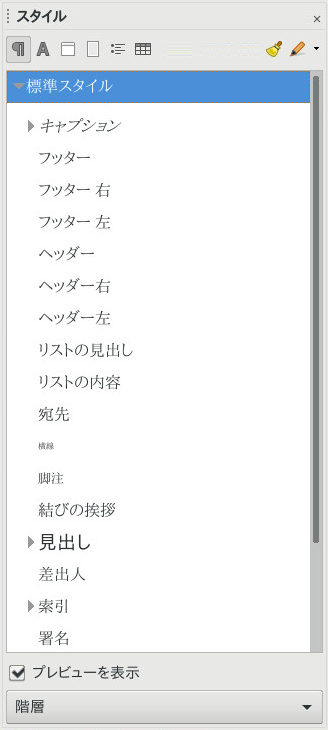 スタイル
標準スタイル
キャプション
フッター
フッター 右
フッター 左
ヘッダー
ヘッダー右
ヘッダー左
リストの見出し
リストの内容
宛先
横線
脚注
結びの挨拶
見出し
差出人
索引
署名
プレビューを表示
階層